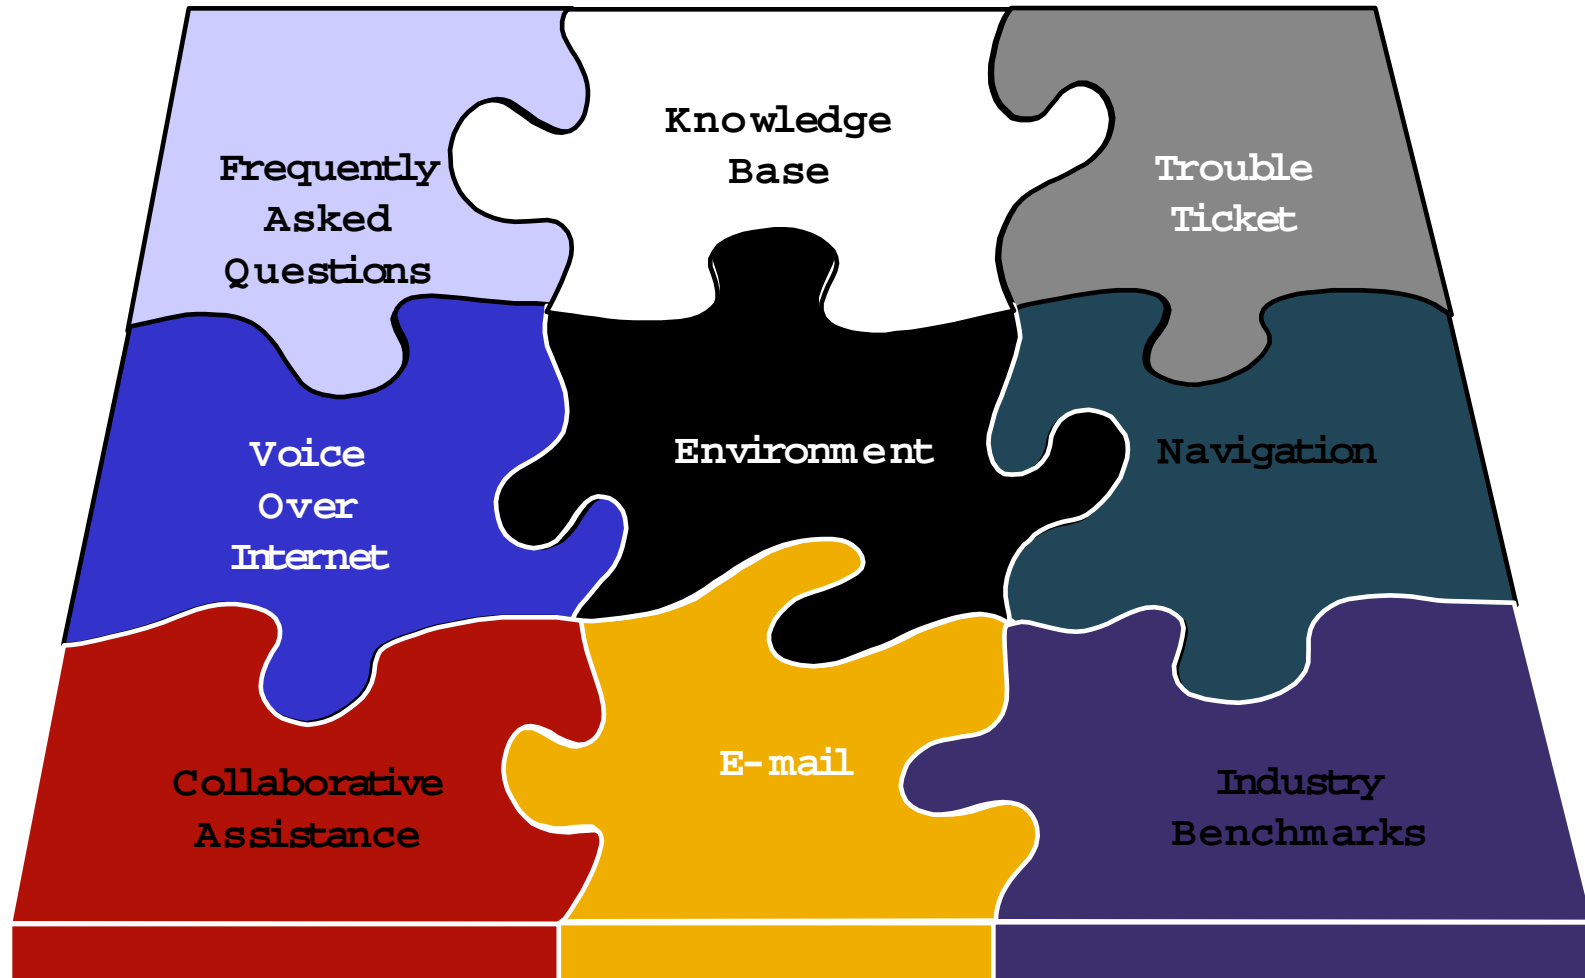 Frequently
Asked
Questions
Knowledge
Base
Trouble
Ticket
Voice
Over
Internet
Environment
Navigation
Collaborative
Assistance
E-mail
Industry
Benchmarks